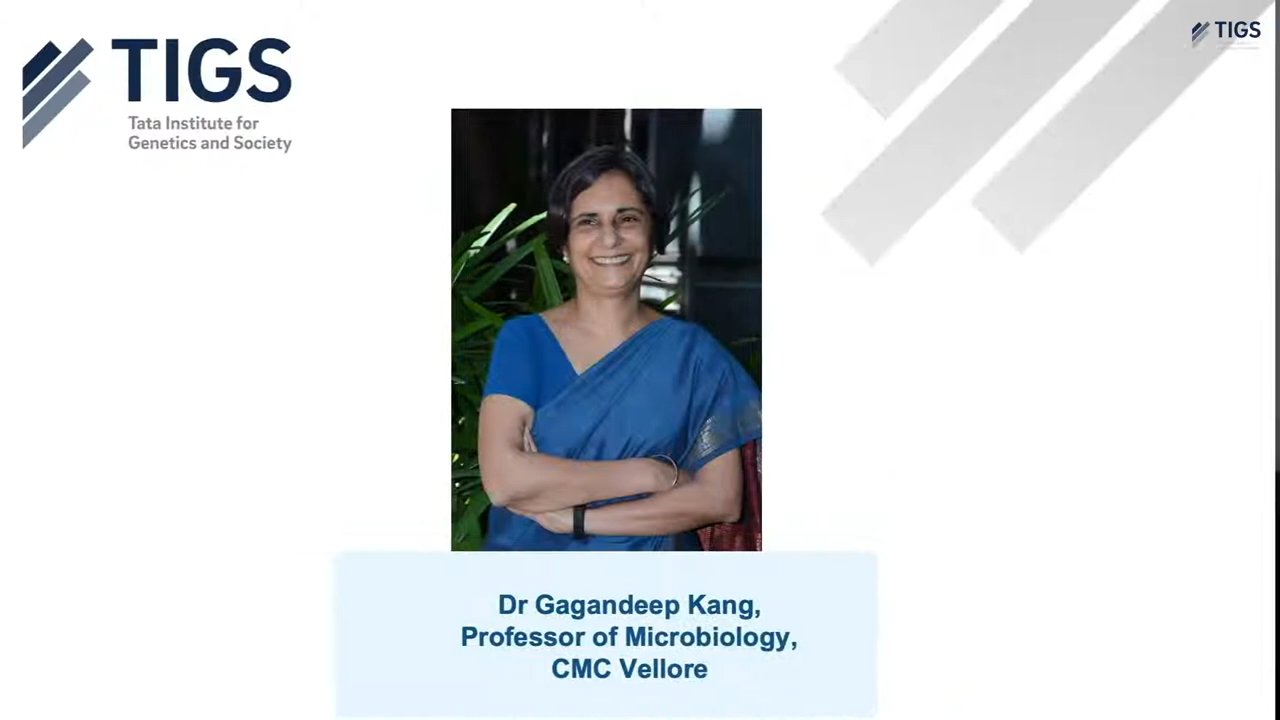 TIGS
Tata Institute for
Genetics and Society
TIGS
Dr Gagandeep Kang,
Professor of Microbiology,
CMC Vellore